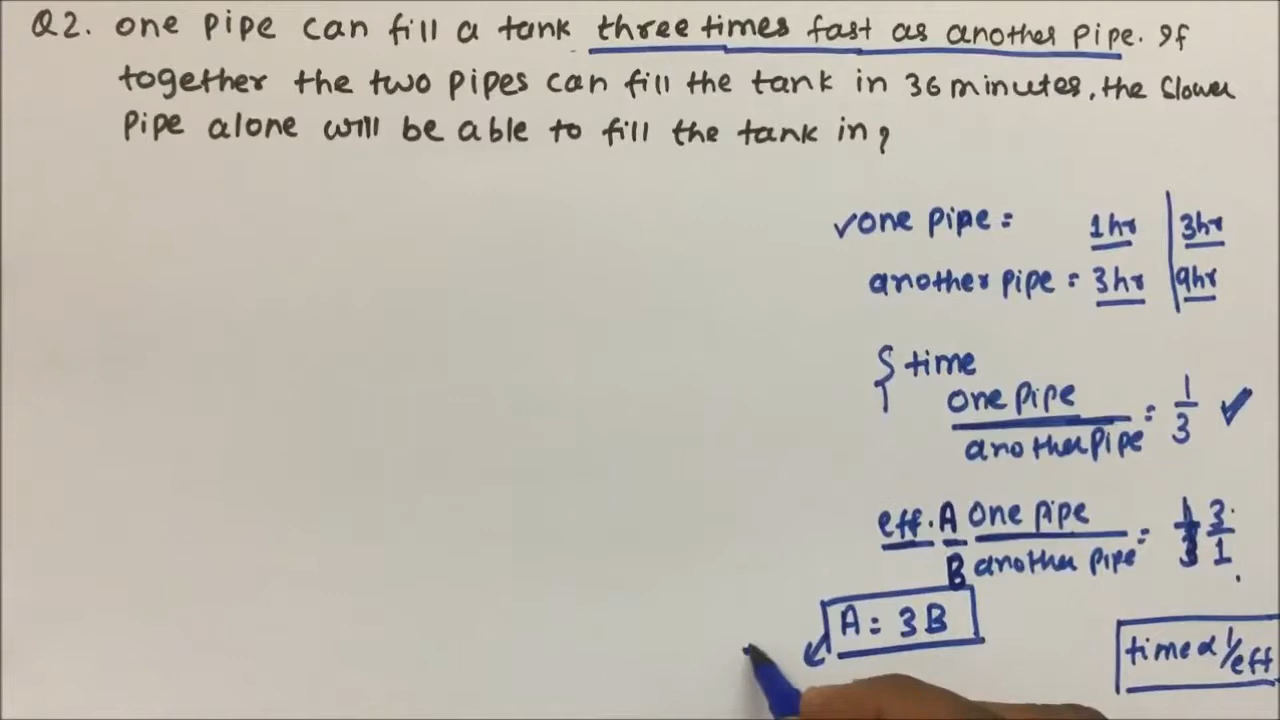 Q2. one pipe can fill a tank three times fast as another pipe. If
together the two pipes can fill the tank in 36 minutes, the slower
pipe alone will be able to fill the tank in?
✓one pipe = 1hr | 3hr
another pipe = 3hr | 9hr
{ time
one pipe / another pipe = 1/3 ✓
eff. A/B one pipe / another pipe = 3/1
A = 3B
time ∝ 1/eff